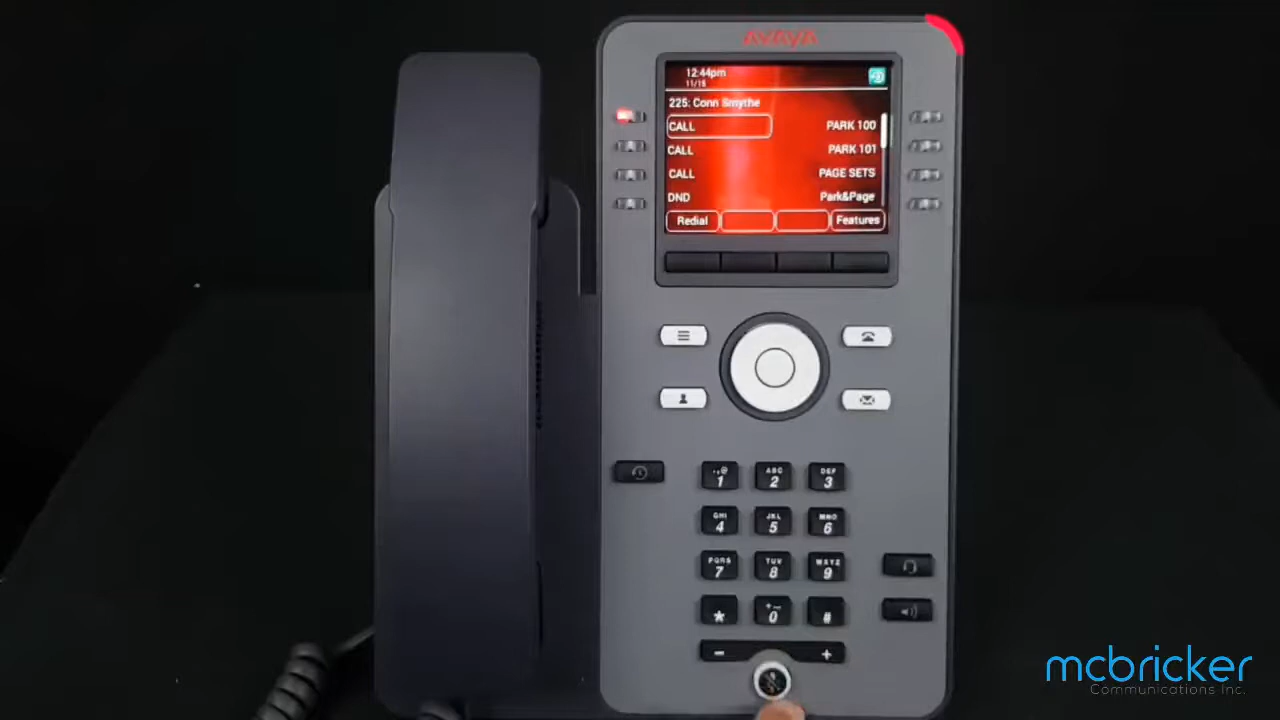 AVAYA
12:44pm
11/15
225: Conn Smythe
CALL PARK 100
CALL PARK 101
CALL PAGE SETS
DND Park&Page
Redial Features
.,@ ABC DEF
1 2 3
GHI JKL MNO
4 5 6
PQRS TUV WXYZ
7 8 9
* 0 #
- +
mcbricker
Communications Inc.